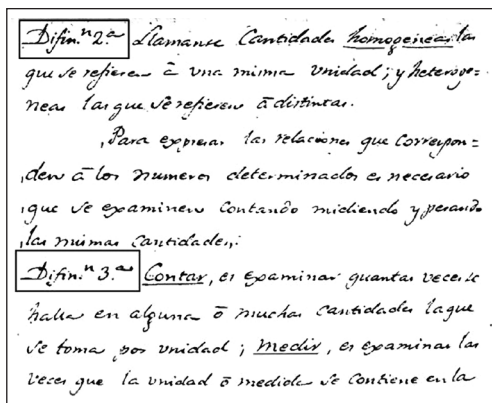 Difin.ⁿ 2.ª Llamanse Cantidades homogeneas las
que se refieren â una misma unidad; y heteroge=
neas las que se refieren â distintas.
Para expresar las relaciones que correspon=
den â los numeros determinados es necesario
que se examinen Contando midiendo y pesando
las mismas Cantidades;
Difin.ⁿ 3.ª Contar, es examinar quantas veces se
halla en alguna ô muchas cantidades la que
se toma por unidad; Medir, es examinar las
veces que la unidad ô medida se contiene en la